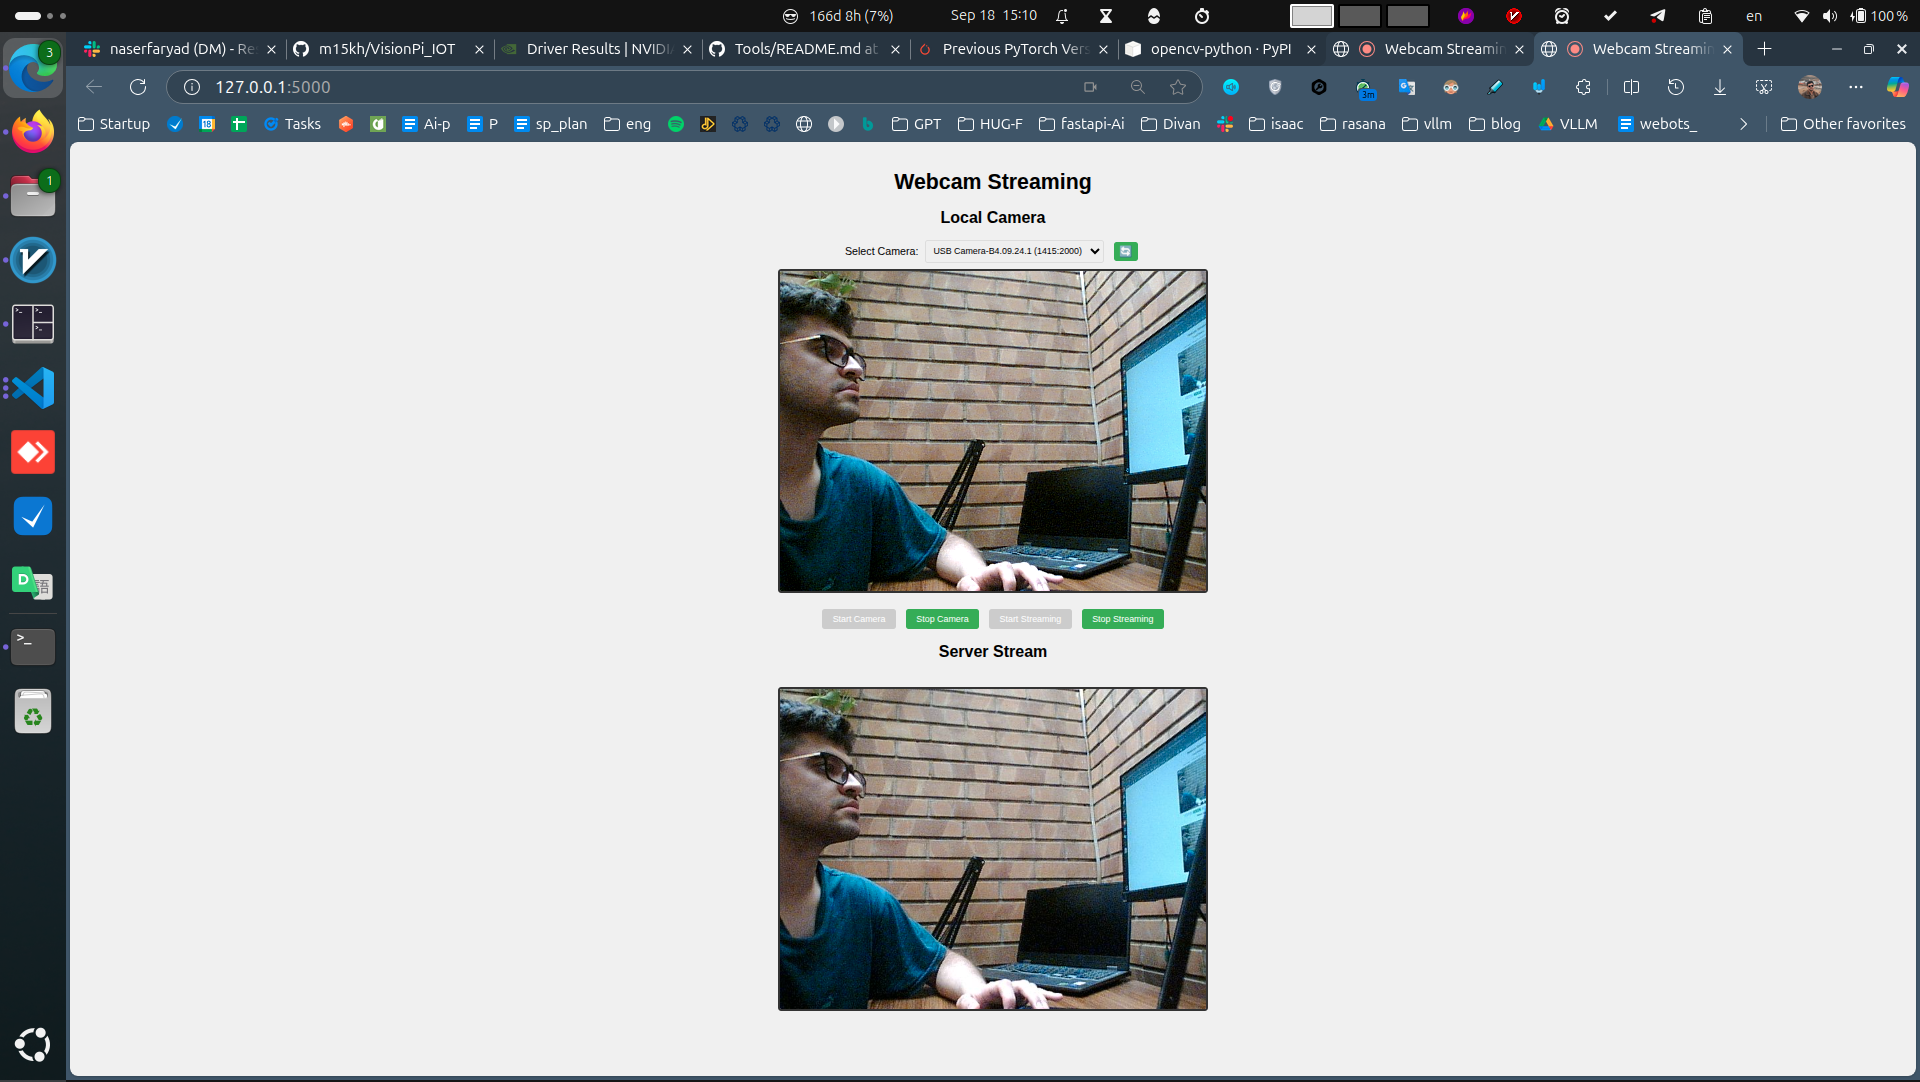 166d 8h (7%)
Sep 18 15:10
en
100 %
3
naserfaryad (DM) - Re
m15kh/VisionPi_IOT
Driver Results | NVIDI
Tools/README.md at
Previous PyTorch Vers
opencv-python · PyPI
Webcam Streamin
Webcam Streamin
127.0.0.1:5000
3m
Startup
18
Tasks
Ai-p
P
sp_plan
eng
GPT
HUG-F
fastapi-Ai
Divan
isaac
rasana
vllm
blog
VLLM
webots_
Other favorites
1
Webcam Streaming
Local Camera
Select Camera:
USB Camera-B4.09.24.1 (1415:2000)
Start Camera
Stop Camera
Start Streaming
Stop Streaming
Server Stream
D
語
>_